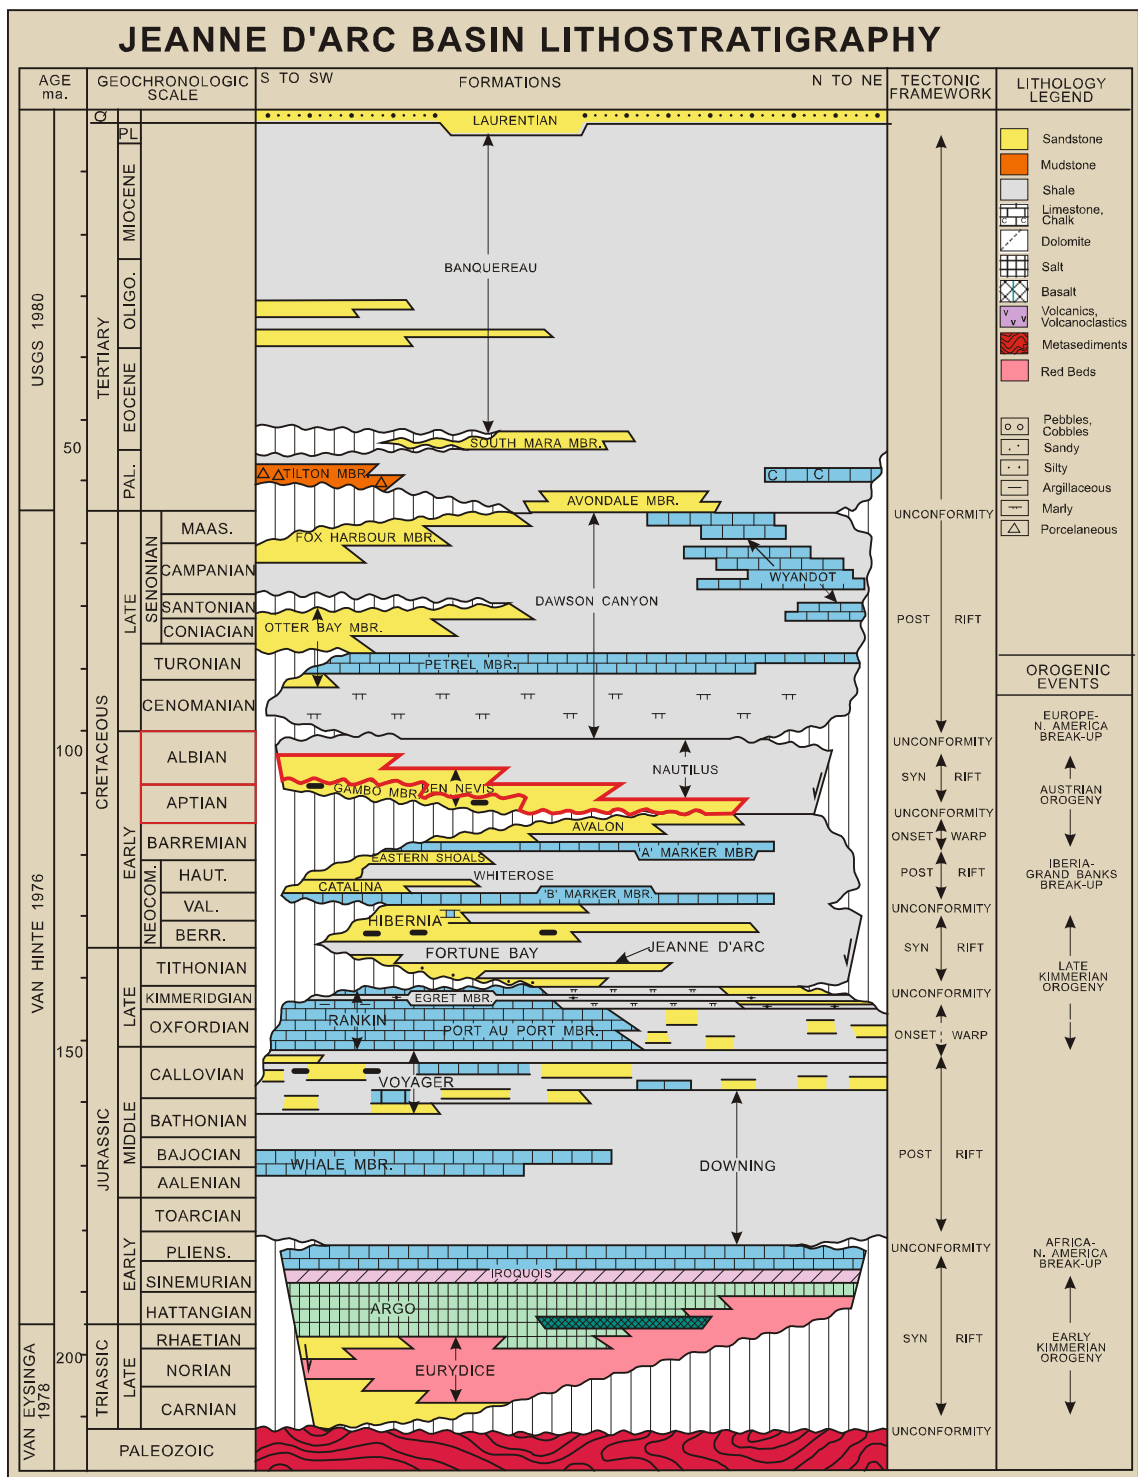 JEANNE D'ARC BASIN LITHOSTRATIGRAPHY
AGE
ma.
GEOCHRONOLOGIC
SCALE
S TO SW
FORMATIONS
N TO NE
TECTONIC
FRAMEWORK
LITHOLOGY
LEGEND
USGS 1980
VAN HINTE 1976
VAN EYSINGA
1978
50
100
150
200
Q
TERTIARY
PL.
MIOCENE
OLIGO.
EOCENE
PAL.
CRETACEOUS
LATE
SENONIAN
MAAS.
CAMPANIAN
SANTONIAN
CONIACIAN
TURONIAN
CENOMANIAN
EARLY
ALBIAN
APTIAN
BARREMIAN
NEOCOM.
HAUT.
VAL.
BERR.
JURASSIC
LATE
TITHONIAN
KIMMERIDGIAN
OXFORDIAN
MIDDLE
CALLOVIAN
BATHONIAN
BAJOCIAN
AALENIAN
EARLY
TOARCIAN
PLIENS.
SINEMURIAN
HATTANGIAN
TRIASSIC
LATE
RHAETIAN
NORIAN
CARNIAN
PALEOZOIC
LAURENTIAN
BANQUEREAU
SOUTH MARA MBR.
TILTON MBR.
C C
AVONDALE MBR.
FOX HARBOUR MBR.
WYANDOT
DAWSON CANYON
OTTER BAY MBR.
PETREL MBR.
NAUTILUS
BEN NEVIS
GAMBO MBR.
AVALON
'A' MARKER MBR.
EASTERN SHOALS
WHITEROSE
CATALINA
'B' MARKER MBR.
HIBERNIA
JEANNE D'ARC
FORTUNE BAY
EGRET MBR.
RANKIN
PORT AU PORT MBR.
VOYAGER
WHALE MBR.
DOWNING
IROQUOIS
ARGO
EURYDICE
UNCONFORMITY
POST RIFT
UNCONFORMITY
SYN RIFT
UNCONFORMITY
ONSET WARP
POST RIFT
UNCONFORMITY
SYN RIFT
UNCONFORMITY
ONSET WARP
POST RIFT
UNCONFORMITY
SYN RIFT
UNCONFORMITY
Sandstone
Mudstone
Shale
C C
Limestone,
Chalk
Dolomite
Salt
Basalt
v v v
Volcanics,
Volcanoclastics
Metasediments
Red Beds
Pebbles,
Cobbles
Sandy
Silty
Argillaceous
Marly
Porcelaneous
OROGENIC
EVENTS
EUROPE-
N. AMERICA
BREAK-UP
AUSTRIAN
OROGENY
IBERIA-
GRAND BANKS
BREAK-UP
LATE
KIMMERIAN
OROGENY
AFRICA-
N. AMERICA
BREAK-UP
EARLY
KIMMERIAN
OROGENY